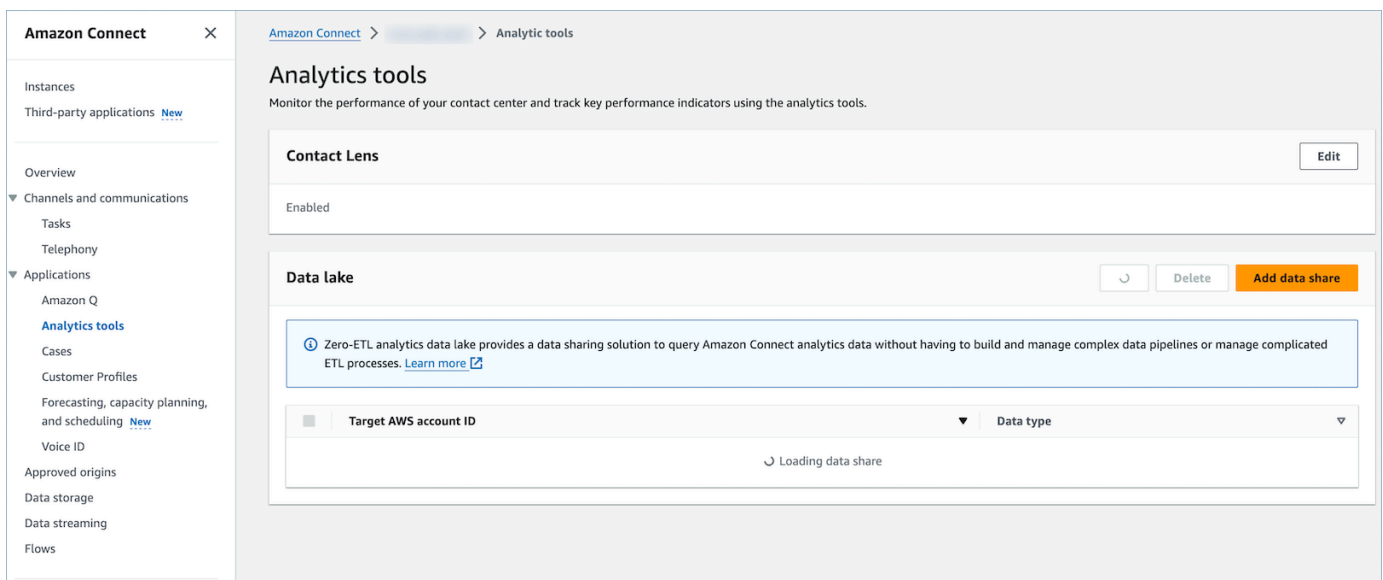 Amazon Connect
Instances
Third-party applications New
Overview
Channels and communications
Tasks
Telephony
Applications
Amazon Q
Analytics tools
Cases
Customer Profiles
Forecasting, capacity planning,
and scheduling New
Voice ID
Approved origins
Data storage
Data streaming
Flows
Amazon Connect > > Analytic tools
Analytics tools
Monitor the performance of your contact center and track key performance indicators using the analytics tools.
Contact Lens
Edit
Enabled
Data lake
Delete
Add data share
Zero-ETL analytics data lake provides a data sharing solution to query Amazon Connect analytics data without having to build and manage complex data pipelines or manage complicated
ETL processes. Learn more
Target AWS account ID
Data type
Loading data share